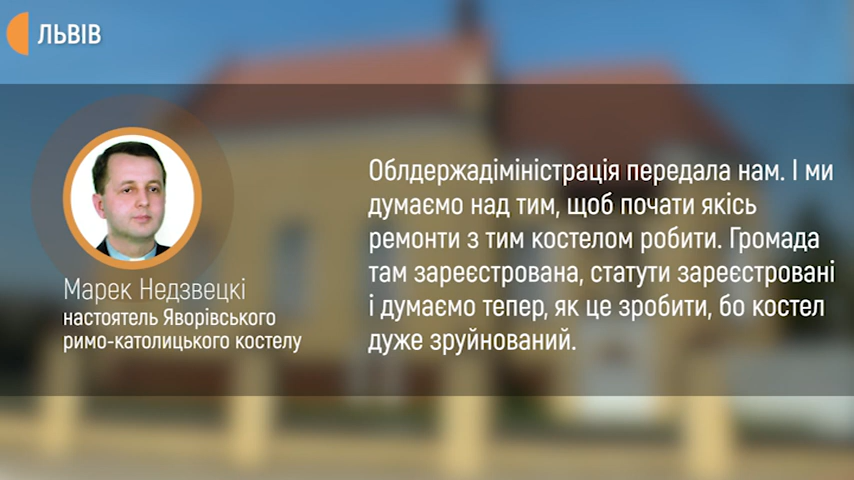 ЛЬВІВ
Марек Недзвецкі
настоятель Яворівського
римо-католицького костелу
Облдержадіміністрація передала нам. І ми
думаємо над тим, щоб почати якісь
ремонти з тим костелом робити. Громада
там зареєстрована, статути зареєстровані
і думаємо тепер, як це зробити, бо костел
дуже зруйнований.